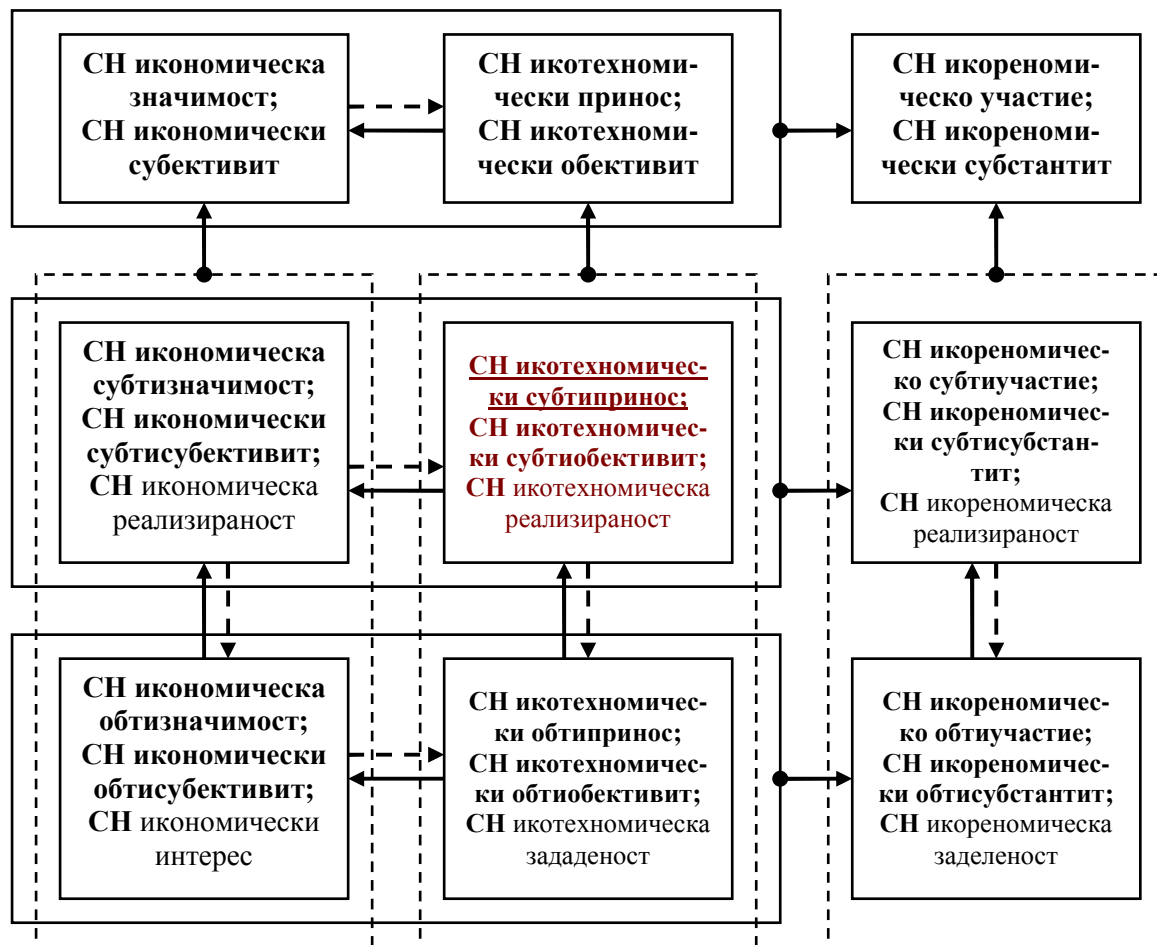 СН икономическа
значимост;
СН икономически
субективит
СН икотехноми-
чески принос;
СН икотехноми-
чески обективит
СН икореноми-
ческо участие;
СН икореноми-
чески субстантит
СН икономическа
субтизначимост;
СН икономически
субтисубективит;
СН икономическа
реализираност
СН икотехномичес-
ки субтипринос;
СН икотехномичес-
ки субтиобективит;
СН икотехномическа
реализираност
СН икореномичес-
ко субтиучастие;
СН икореномичес-
ки субтисубстан-
тит;
СН икореномическа
реализираност
СН икономическа
обтизначимост;
СН икономически
обтисубективит;
СН икономически
интерес
СН икотехномичес-
ки обтипринос;
СН икотехномичес-
ки обтиобективит;
СН икотехномическа
зададеност
СН икореномичес-
ко обтиучастие;
СН икореномичес-
ки обтисубстантит;
СН икореномическа
заделеност